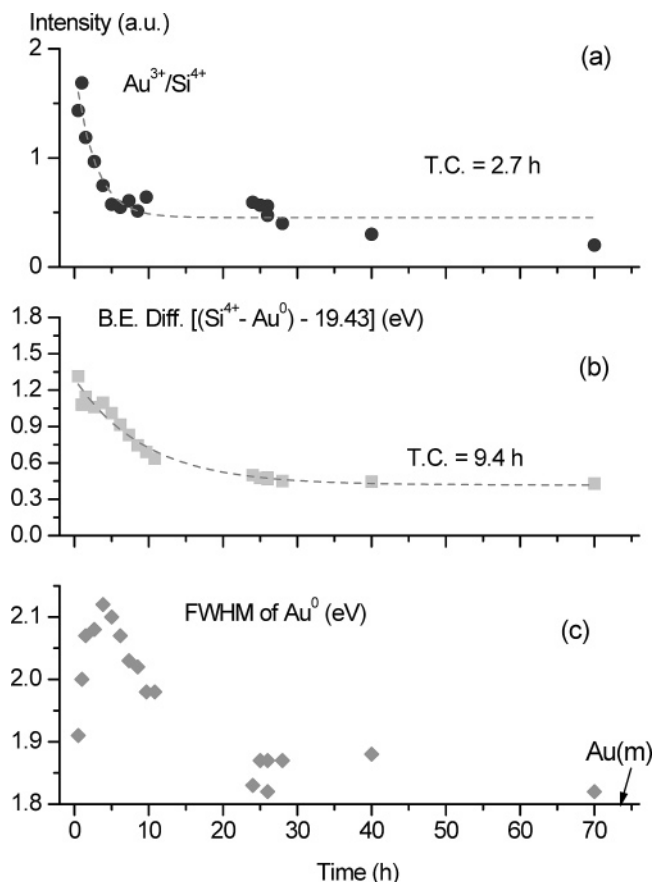 Intensity (a.u.)
2
(a)
Au³⁺/Si⁴⁺
1
T.C. = 2.7 h
0
1.8
B.E. Diff. [(Si⁴⁺- Au⁰) - 19.43] (eV)
1.5
(b)
1.2
0.9
T.C. = 9.4 h
0.6
0.3
0.0
FWHM of Au⁰ (eV)
(c)
2.1
2.0
1.9
Au(m)
1.8
0 10 20 30 40 50 60 70
Time (h)